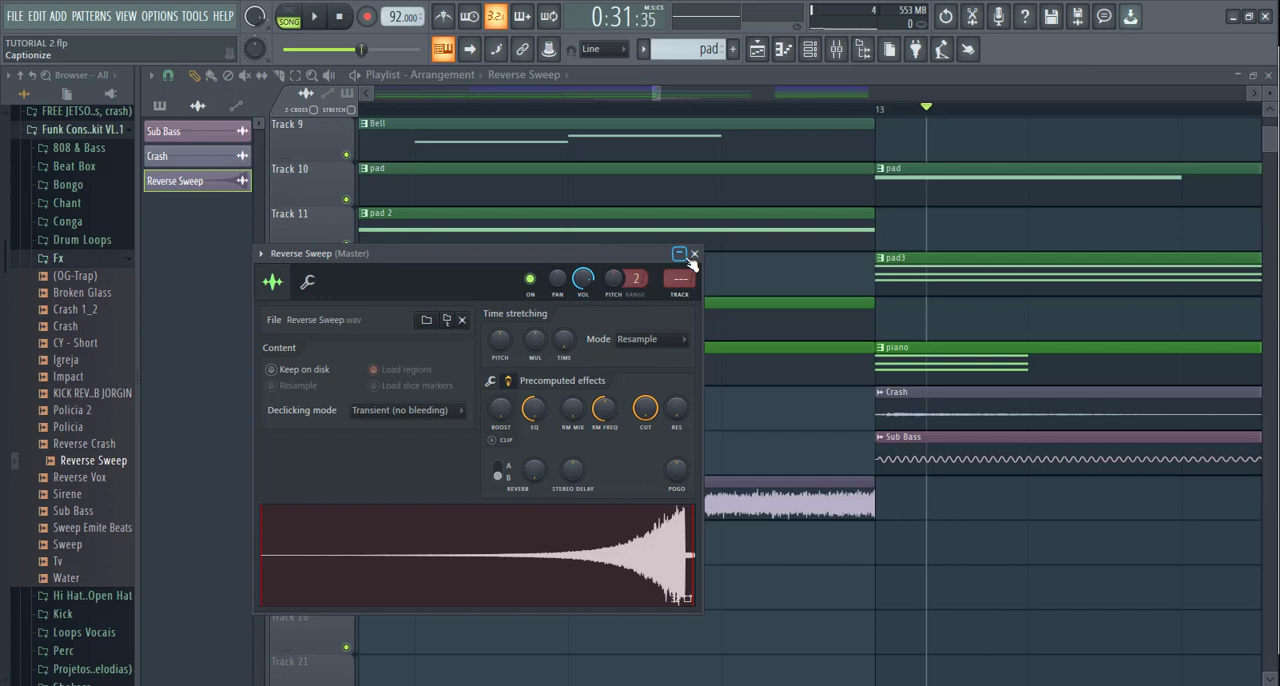 FILE EDIT ADD PATTERNS VIEW OPTIONS TOOLS HELP
PAT
SONG
92.000
3.2.
0:31:35
M:S:CS
4
553 MB
0
TUTORIAL 2.flp
Captionize
Line
pad
Browser - All
Playlist - Arrangement
Reverse Sweep
Z-CROSS
STRETCH
13
FREE JETSO..s, crash)
Funk Cons..kit VL.1
808 & Bass
Beat Box
Bongo
Chant
Conga
Drum Loops
Fx
(OG-Trap)
Broken Glass
Crash 1_2
Crash
CY - Short
Igreja
Impact
KICK REV..B JORGIN
Policia 2
Policia
Reverse Crash
Reverse Sweep
Reverse Vox
Sirene
Sub Bass
Sweep Emite Beats
Sweep
Tv
Water
Hi Hat..Open Hat
Kick
Loops Vocais
Perc
Projetos..elodias)
Sub Bass
Crash
Reverse Sweep
Track 9
Bell
Track 10
pad
pad
Track 11
pad 2
pad3
piano
Crash
Sub Bass
Track 20
Track 21
Reverse Sweep (Master)
2
---
ON
PAN
VOL
PITCH
RANGE
TRACK
File
Reverse Sweep.wav
Content
Keep on disk
Load regions
Resample
Load slice markers
Declicking mode
Transient (no bleeding)
Time stretching
PITCH
MUL
TIME
Mode
Resample
Precomputed effects
BOOST
EQ
RM MIX
RM FREQ
CUT
RES
CLIP
A
B
REVERB
STEREO DELAY
POGO